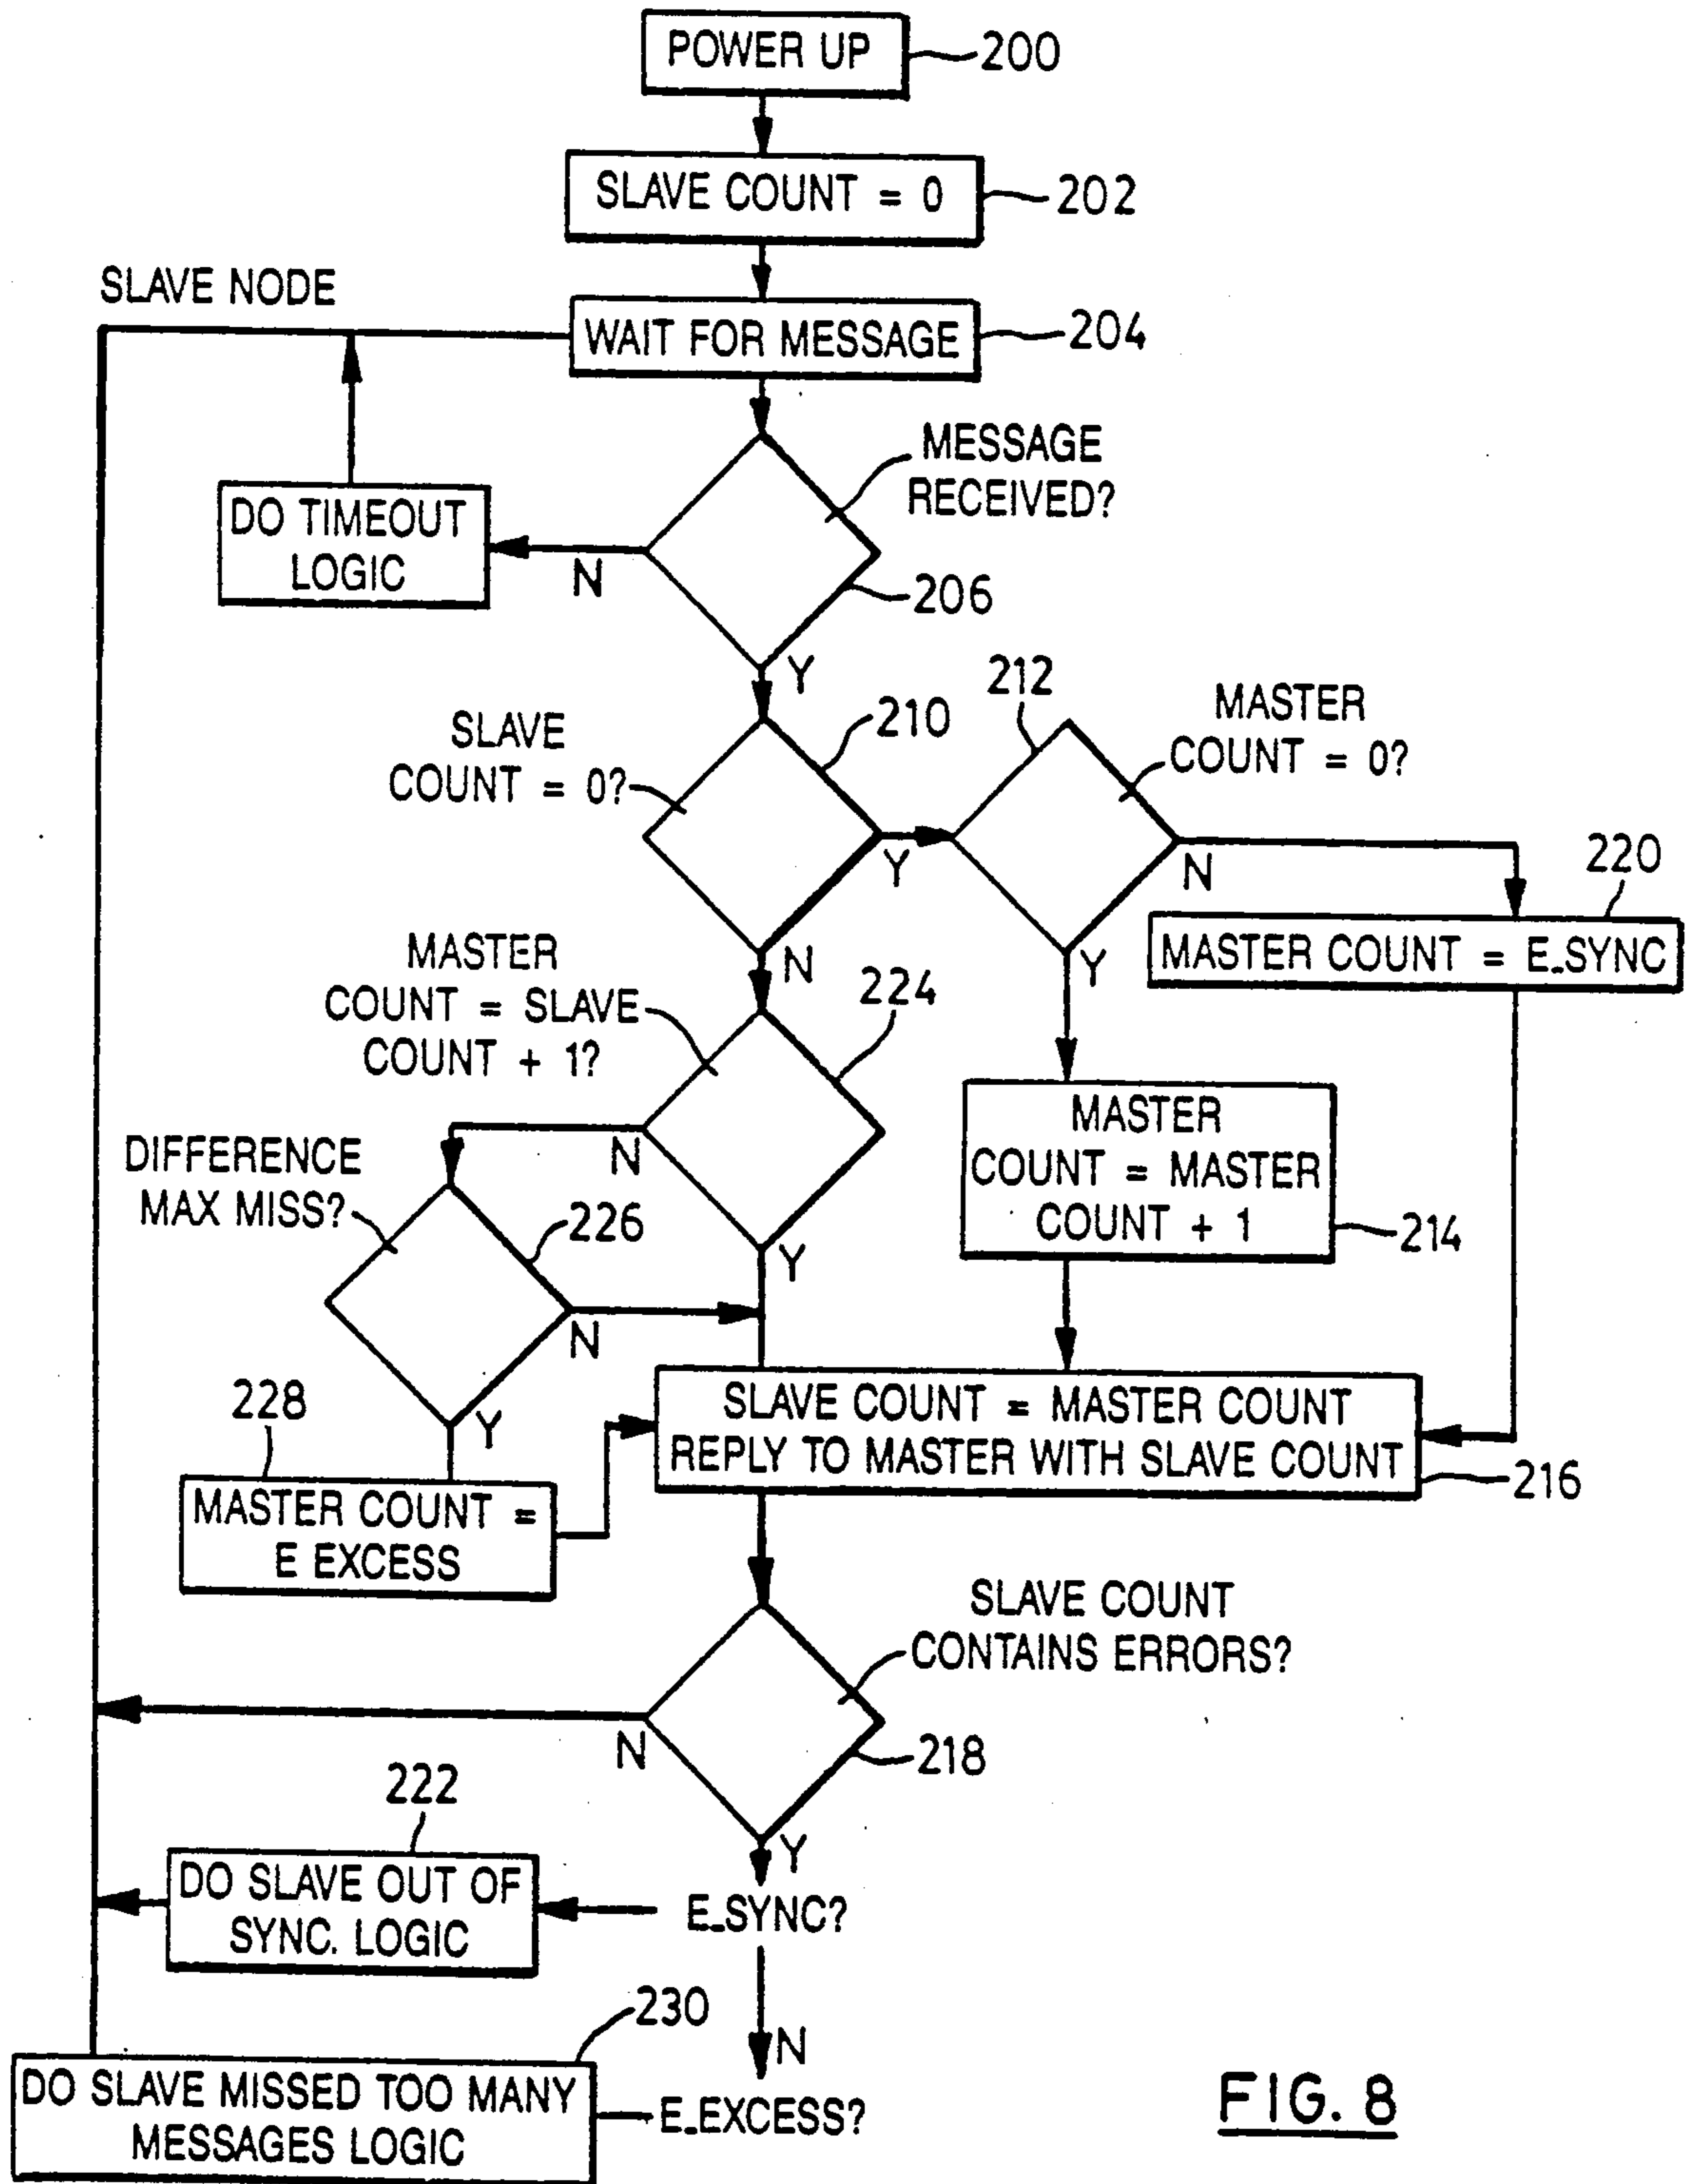 POWER UP
200
SLAVE COUNT = 0
202
SLAVE NODE
WAIT FOR MESSAGE
204
MESSAGE
RECEIVED?
DO TIMEOUT
LOGIC
N
206
Y
SLAVE
COUNT = 0?
210
212
MASTER
COUNT = 0?
Y
N
220
MASTER COUNT = E_SYNC
N
Y
MASTER
COUNT = SLAVE
COUNT + 1?
224
MASTER
COUNT = MASTER
COUNT + 1
214
N
DIFFERENCE
MAX MISS?
226
Y
N
228
Y
SLAVE COUNT = MASTER COUNT
REPLY TO MASTER WITH SLAVE COUNT
216
MASTER COUNT =
E EXCESS
SLAVE COUNT
CONTAINS ERRORS?
N
218
222
Y
DO SLAVE OUT OF
SYNC. LOGIC
E_SYNC?
230
N
DO SLAVE MISSED TOO MANY
MESSAGES LOGIC
E_EXCESS?
FIG. 8